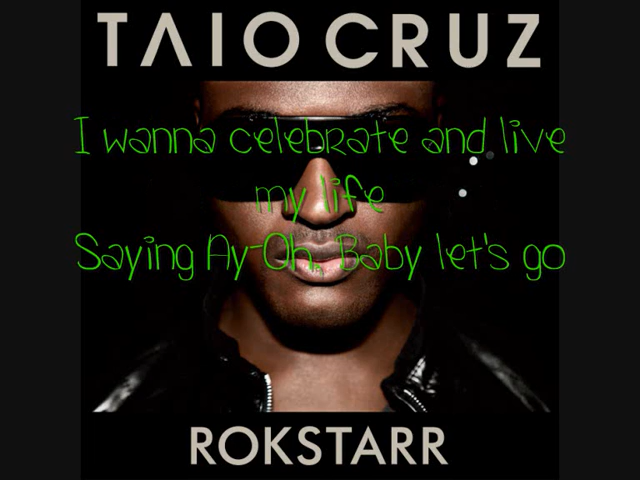 TAIO CRUZ
I wanna celebrate and live
my life
Saying Ay-Oh, Baby let's go
ROKSTARR